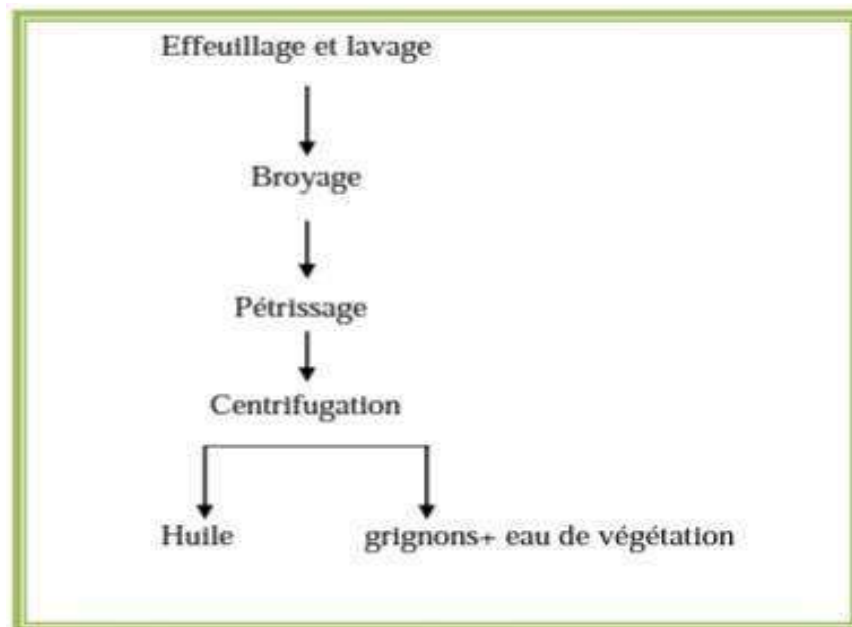 Effeuillage et lavage
Broyage
Pétrissage
Centrifugation
Huile
grignons+ eau de végétation